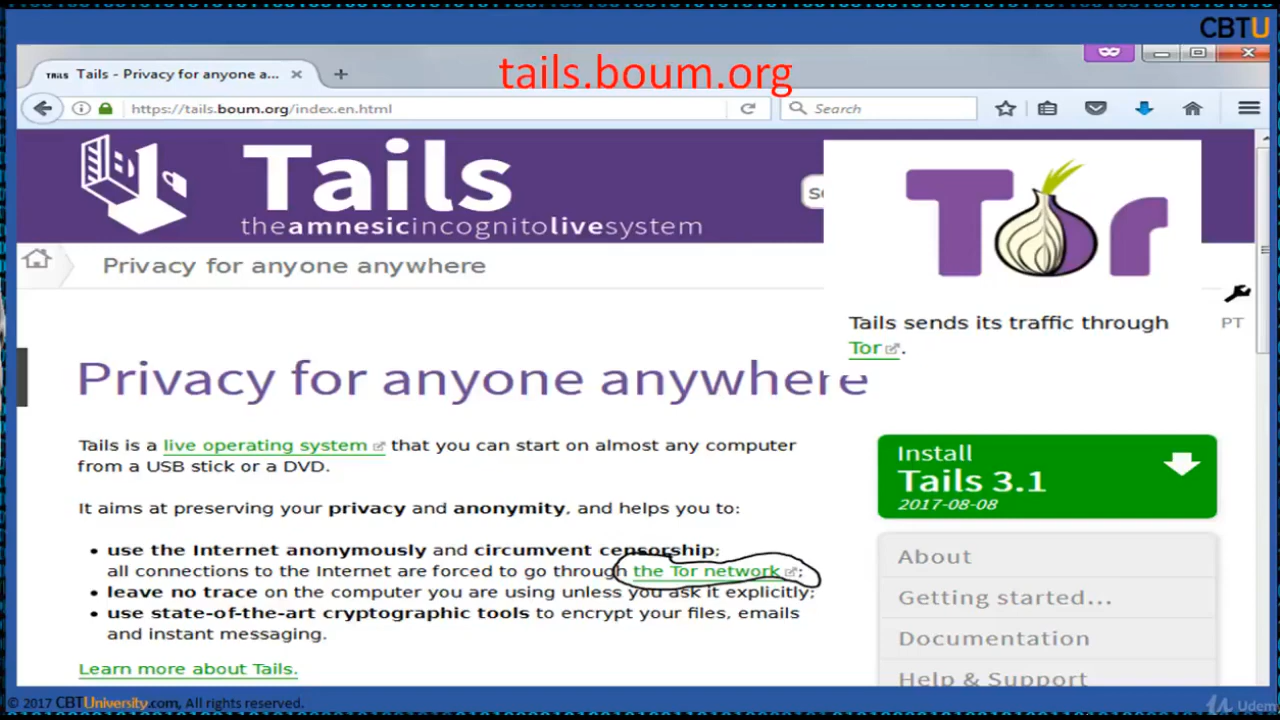 CBTU
tails.boum.org
TAILS Tails - Privacy for anyone a...
https://tails.boum.org/index.en.html
Search
Tails
theamnesicincognitolivesystem
Tor
Privacy for anyone anywhere
Tails sends its traffic through
Tor.
PT
Privacy for anyone anywhere
Tails is a live operating system that you can start on almost any computer
from a USB stick or a DVD.
It aims at preserving your privacy and anonymity, and helps you to:
• use the Internet anonymously and circumvent censorship;
all connections to the Internet are forced to go through the Tor network;
• leave no trace on the computer you are using unless you ask it explicitly;
• use state-of-the-art cryptographic tools to encrypt your files, emails
and instant messaging.
Learn more about Tails.
Install
Tails 3.1
2017-08-08
About
Getting started...
Documentation
Help & Support
© 2017 CBTUniversity.com, All rights reserved.